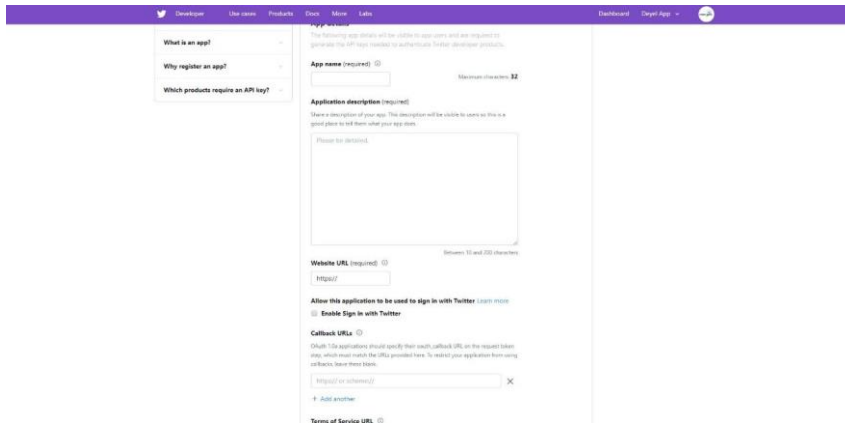 Developer Use cases Products Docs More Labs Dashboard Deyel App
App details
What is an app?
The following app details will be visible to app users and are required to
generate the API keys needed to authenticate Twitter developer products.
Why register an app?
App name (required)
Maximum characters: 32
Which products require an API key?
Application description (required)
Share a description of your app. This description will be visible to users so this is a
good place to tell them what your app does.
Please be detailed.
Between 10 and 200 characters
Website URL (required)
https://
Allow this application to be used to sign in with Twitter Learn more
Enable Sign in with Twitter
Callback URLs
OAuth 1.0a applications should specify their oauth_callback URL on the request token
step, which must match the URLs provided here. To restrict your application from using
callbacks, leave these blank.
https:// or scheme://
+ Add another
Terms of Service URL